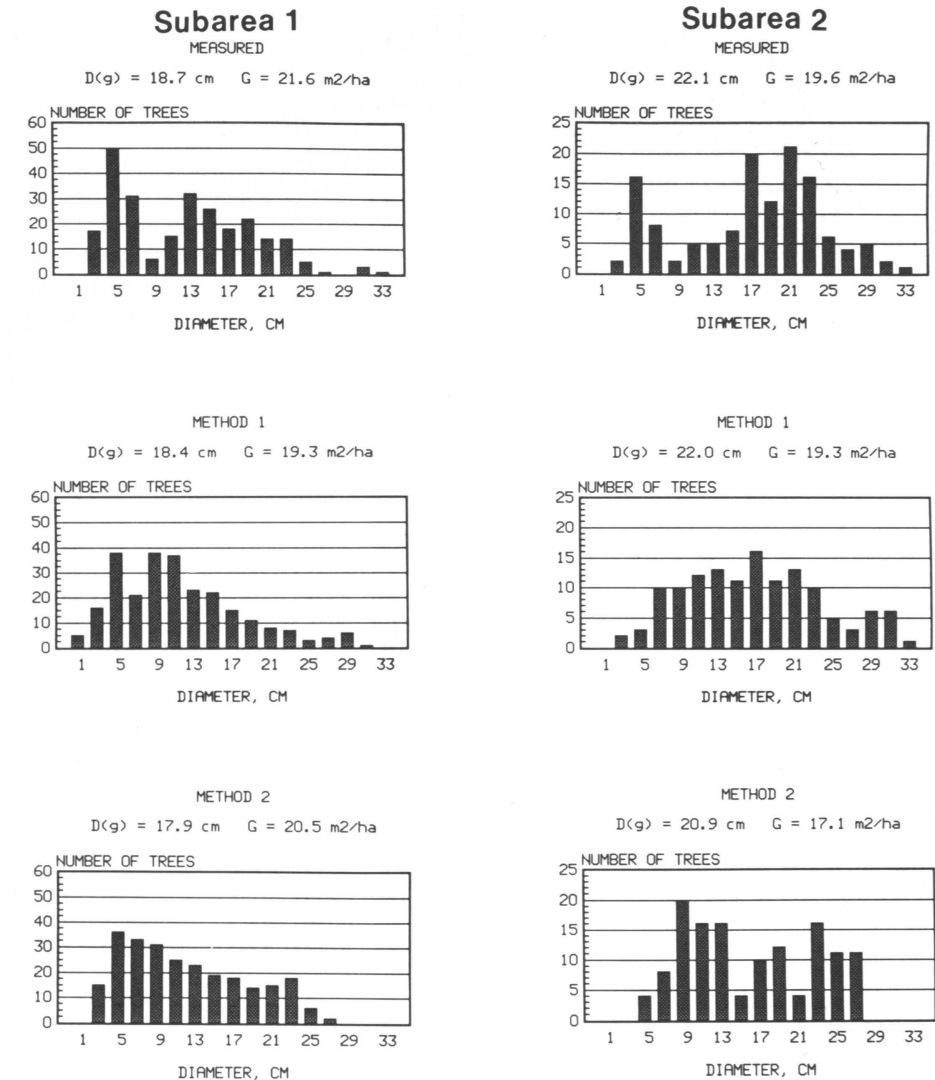 Subarea 1
MEASURED
D(g) = 18.7 cm G = 21.6 m2/ha
NUMBER OF TREES
60
50
40
30
20
10
0
1 5 9 13 17 21 25 29 33
DIAMETER, CM
METHOD 1
D(g) = 18.4 cm G = 19.3 m2/ha
NUMBER OF TREES
60
50
40
30
20
10
0
1 5 9 13 17 21 25 29 33
DIAMETER, CM
METHOD 2
D(g) = 17.9 cm G = 20.5 m2/ha
NUMBER OF TREES
60
50
40
30
20
10
0
1 5 9 13 17 21 25 29 33
DIAMETER, CM
Subarea 2
MEASURED
D(g) = 22.1 cm G = 19.6 m2/ha
NUMBER OF TREES
25
20
15
10
5
0
1 5 9 13 17 21 25 29 33
DIAMETER, CM
METHOD 1
D(g) = 22.0 cm G = 19.3 m2/ha
NUMBER OF TREES
25
20
15
10
5
0
1 5 9 13 17 21 25 29 33
DIAMETER, CM
METHOD 2
D(g) = 20.9 cm G = 17.1 m2/ha
NUMBER OF TREES
25
20
15
10
5
0
1 5 9 13 17 21 25 29 33
DIAMETER, CM